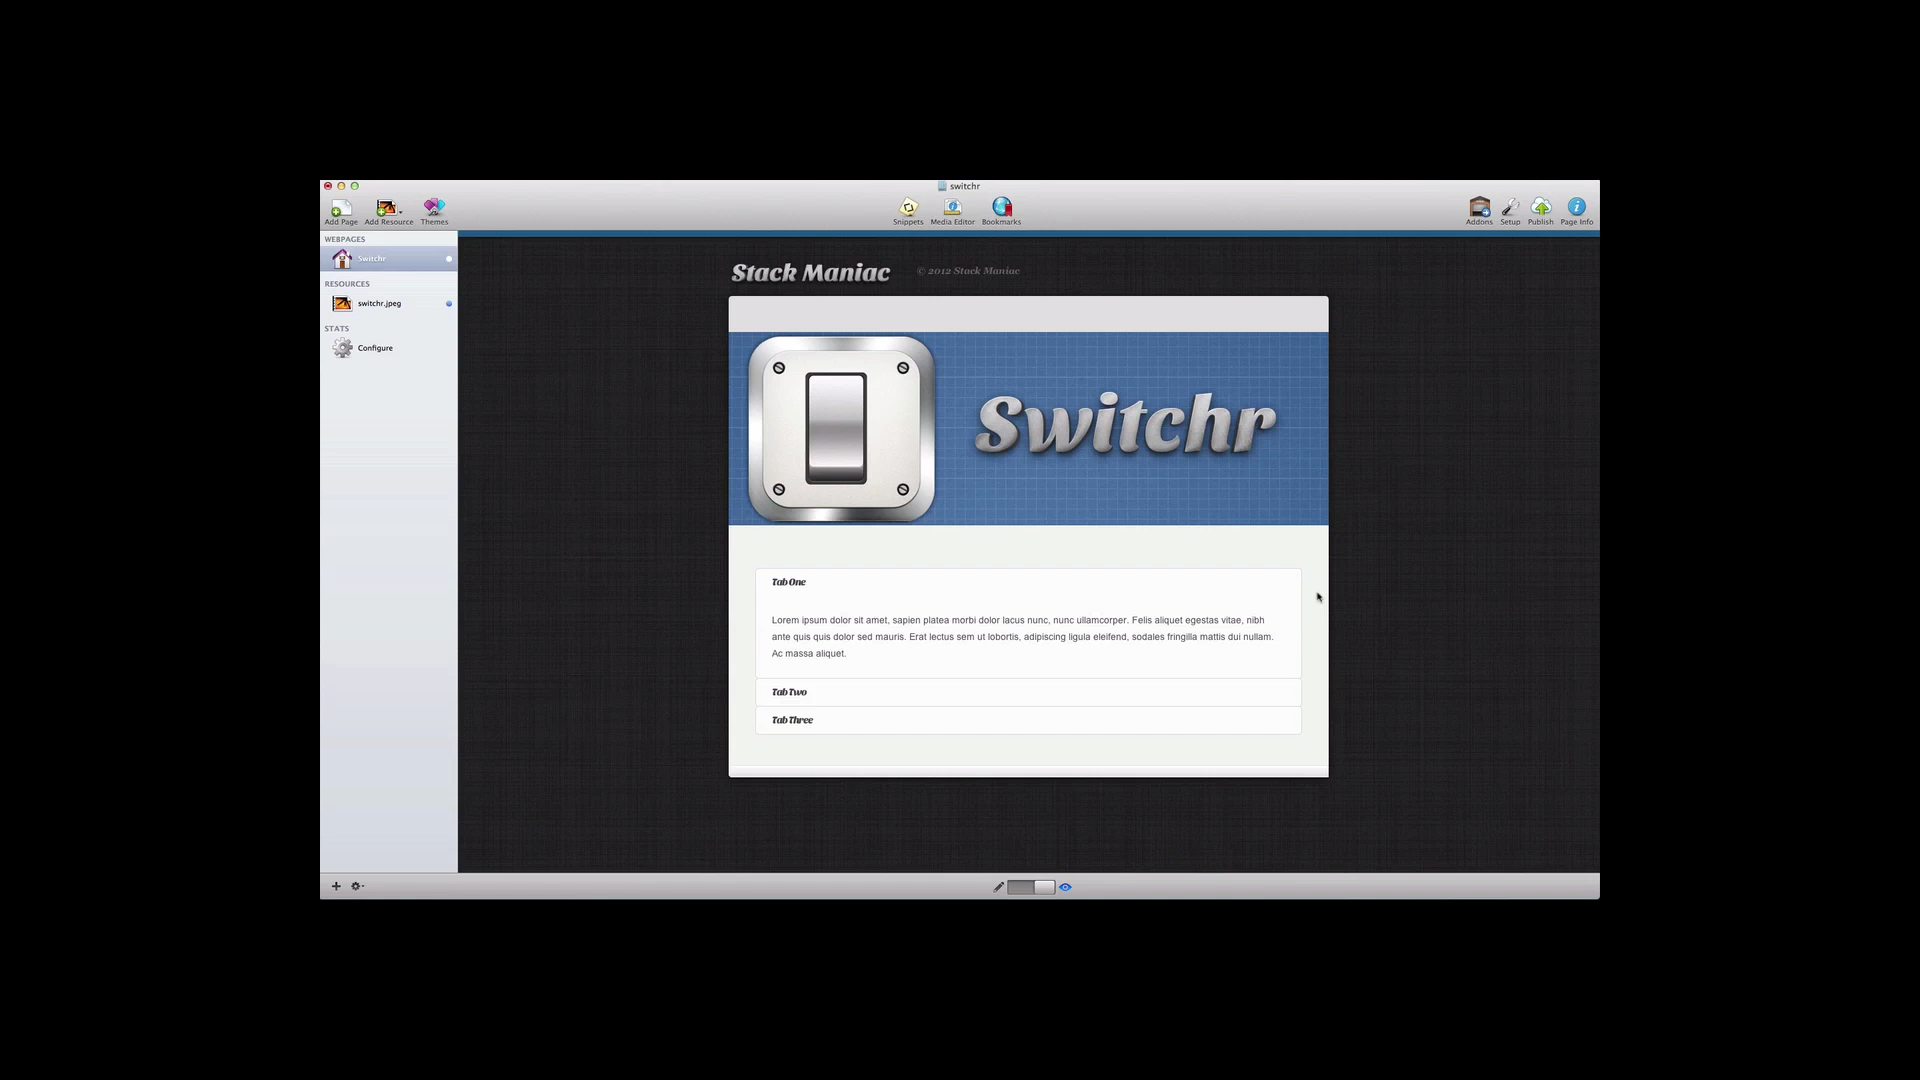 switchr
Add Page Add Resource Themes Snippets Media Editor Bookmarks Addons Setup Publish Page Info
WEBPAGES
Switchr
RESOURCES
switchr.jpeg
STATS
Configure
Stack Maniac © 2012 Stack Maniac
Switchr
Tab One
Lorem ipsum dolor sit amet, sapien platea morbi dolor lacus nunc, nunc ullamcorper. Felis aliquet egestas vitae, nibh
ante quis quis dolor sed mauris. Erat lectus sem ut lobortis, adipiscing ligula eleifend, sodales fringilla mattis dui nullam.
Ac massa aliquet.
Tab Two
Tab Three